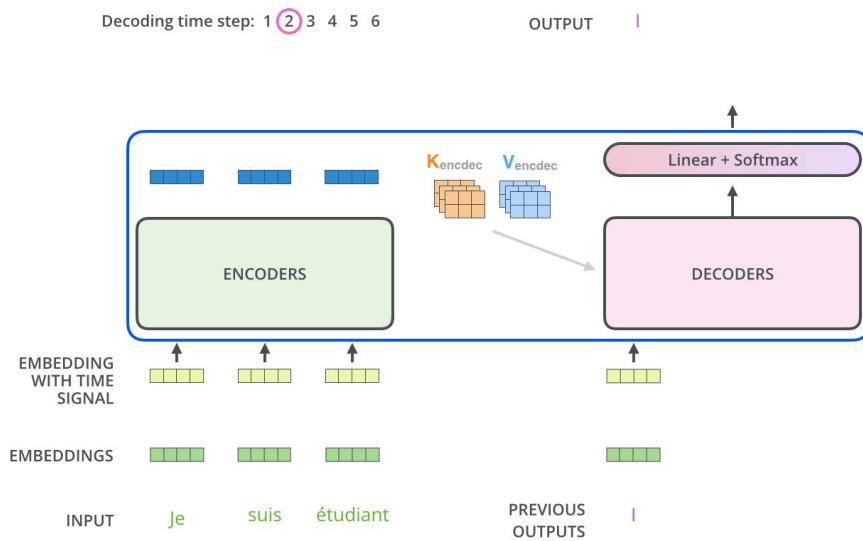 Decoding time step: 1 2 3 4 5 6
OUTPUT I
Kencdec Vencdec
Linear + Softmax
ENCODERS
DECODERS
EMBEDDING
WITH TIME
SIGNAL
EMBEDDINGS
INPUT Je suis étudiant
PREVIOUS
OUTPUTS
I